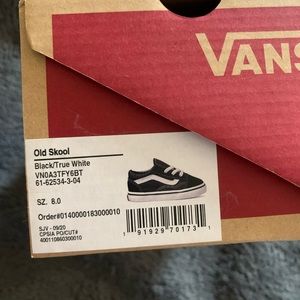 VANS
Old Skool
Black/True White
VN0A3TFY6BT
61-62534-3-04
SZ. 8.0
Order#0140000183000010
SJV - 09/20
CPSIA PO/CUT#
400110860300010
1 91929 70173 1